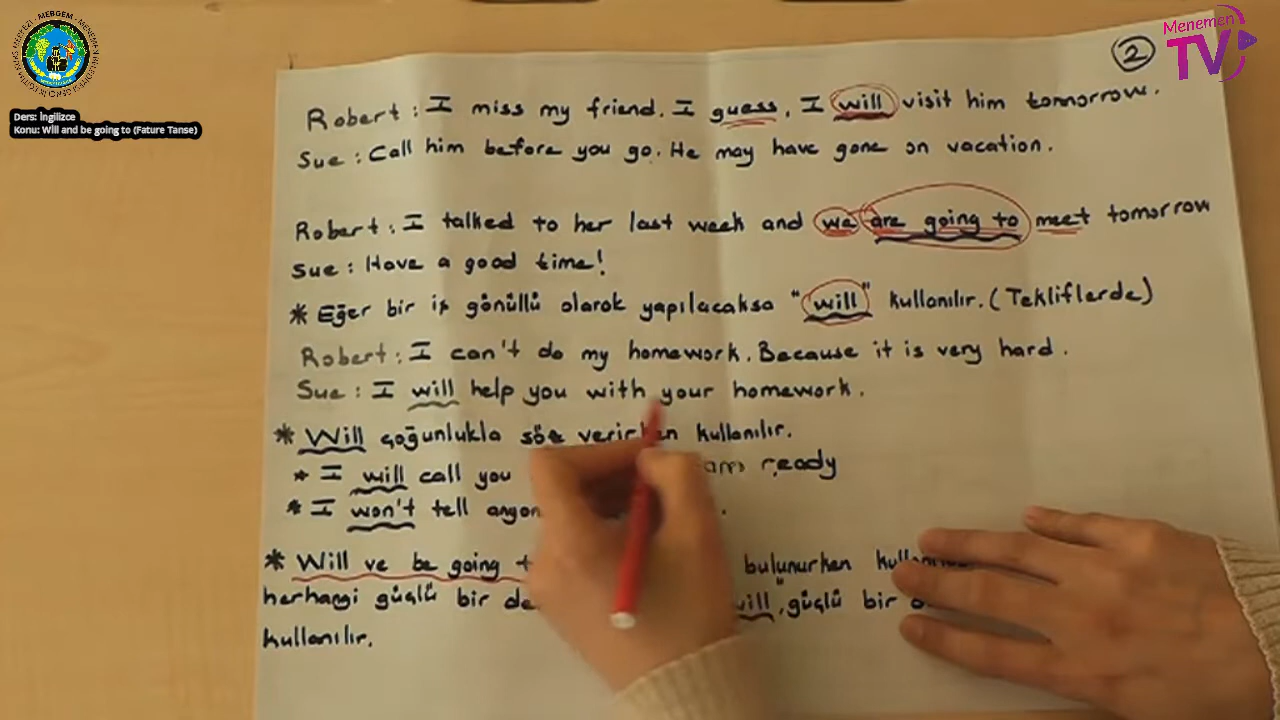 Menemen
TV
2
Ders: İngilizce
Konu: Will and be going to (Fature Tanse)
Robert: I miss my friend. I guess, I will visit him tomorrow.
Sue: Call him before you go. He may have gone on vacation.
Robert: I talked to her last week and we are going to meet tomorrow
Sue: Have a good time!
* Eğer bir iş gönüllü olarak yapılacaksa "will" kullanılır. (Tekliflerde)
Robert: I can't do my homework. Because it is very hard.
Sue: I will help you with your homework.
* Will çoğunlukla söz verirken kullanılır.
* I will call you ready
* I won't tell
* Will ve be going bulunurken
herhangi güçlü bir will", güçlü bir
kullanılır.